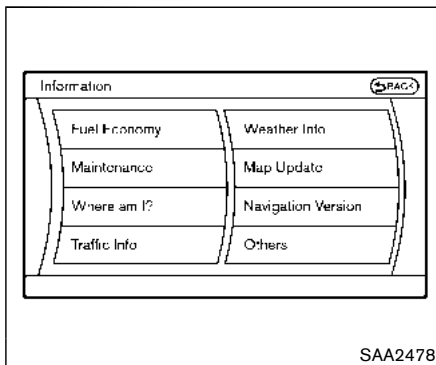 Information
BACK
Fuel Economy
Weather Info
Maintenance
Map Update
Where am I?
Navigation Version
Traffic Info
Others
SAA2478